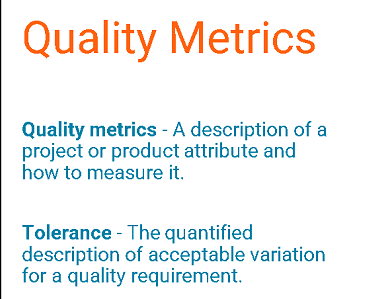 Quality Metrics
Quality metrics - A description of a
project or product attribute and
how to measure it.
Tolerance - The quantified
description of acceptable variation
for a quality requirement.